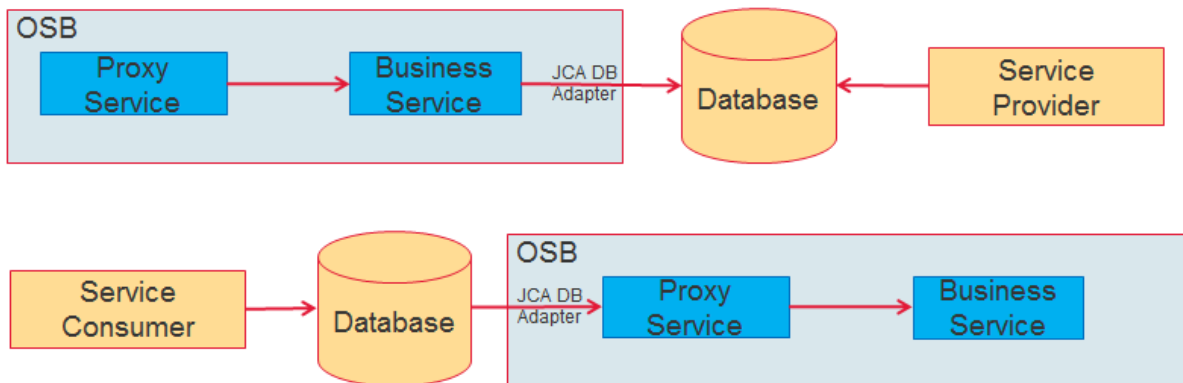 OSB
Proxy
Service
Business
Service
JCA DB
Adapter
Database
Service
Provider
Service
Consumer
Database
OSB
JCA DB
Adapter
Proxy
Service
Business
Service